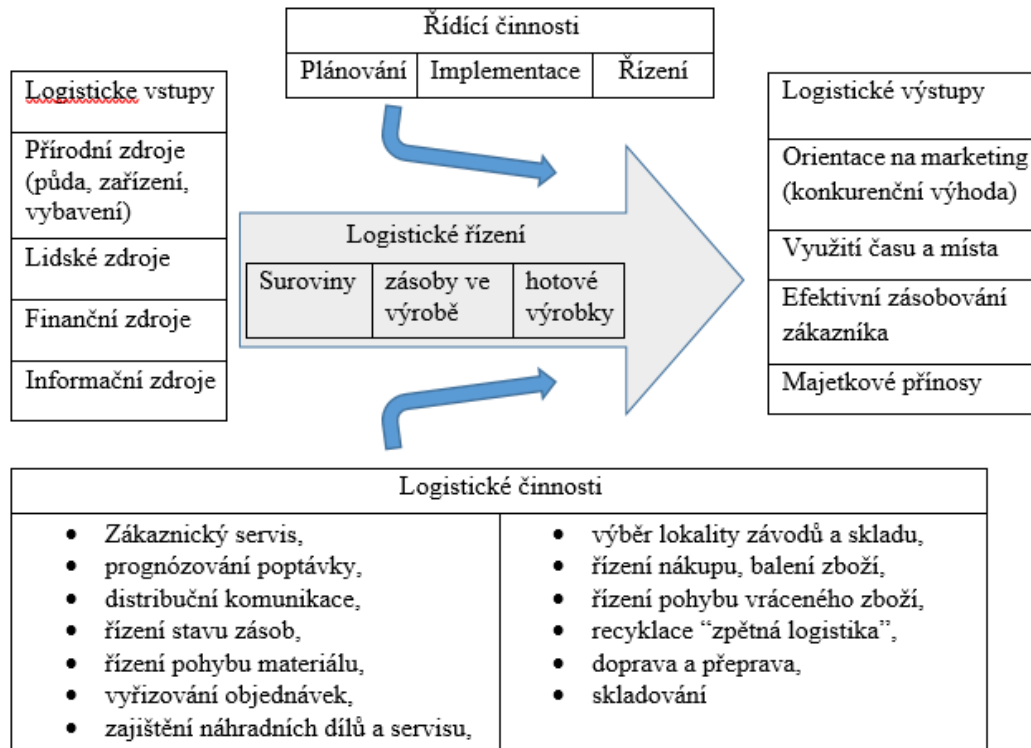 Řídící činnosti
Plánování Implementace Řízení
Logisticke vstupy
Přírodní zdroje
(půda, zařízení,
vybavení)
Lidské zdroje
Finanční zdroje
Informační zdroje
Logistické řízení
Suroviny
zásoby ve
výrobě
hotové
výrobky
Logistické výstupy
Orientace na marketing
(konkurenční výhoda)
Využití času a místa
Efektivní zásobování
zákazníka
Majetkové přínosy
Logistické činnosti
• Zákaznický servis,
• prognózování poptávky,
• distribuční komunikace,
• řízení stavu zásob,
• řízení pohybu materiálu,
• vyřizování objednávek,
• zajištění náhradních dílů a servisu,
• výběr lokality závodů a skladu,
• řízení nákupu, balení zboží,
• řízení pohybu vráceného zboží,
• recyklace “zpětná logistika”,
• doprava a přeprava,
• skladování